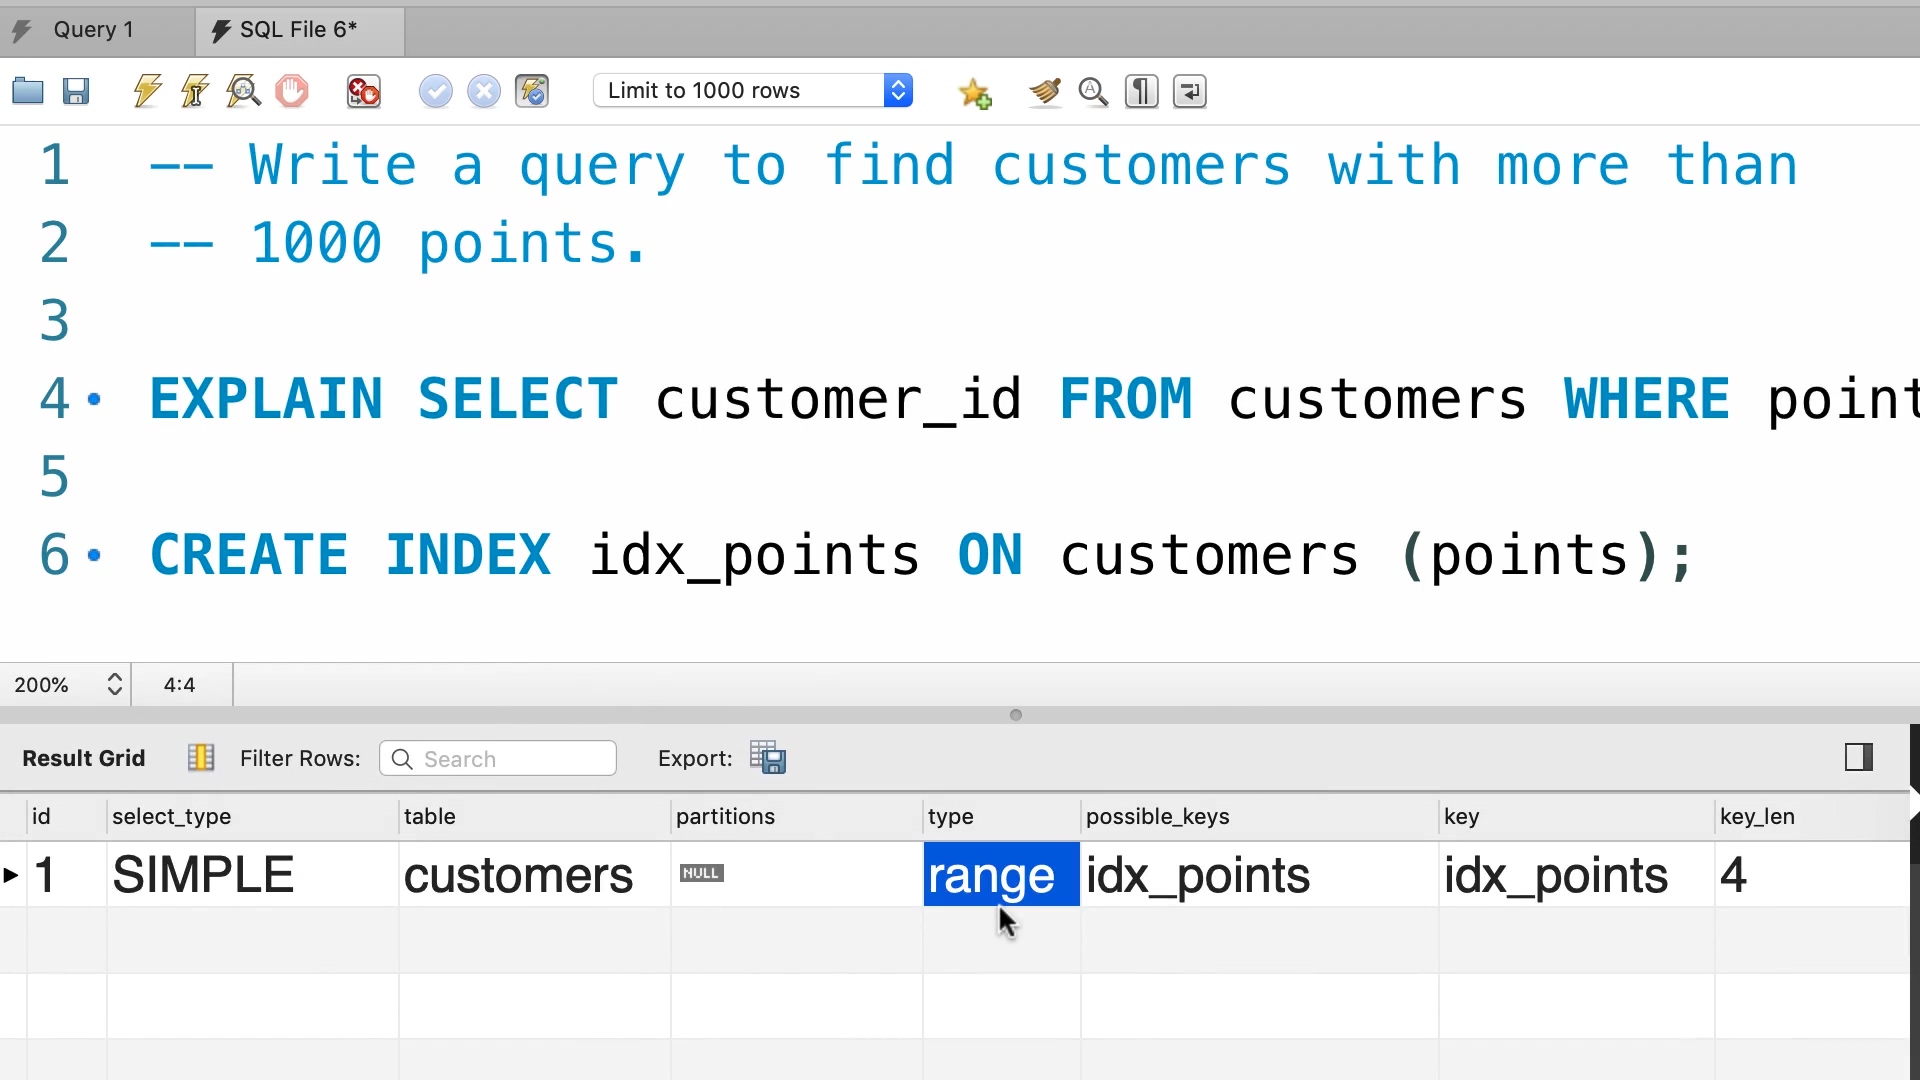 Query 1
SQL File 6*
Limit to 1000 rows
1 -- Write a query to find customers with more than
2 -- 1000 points.
3
4 EXPLAIN SELECT customer_id FROM customers WHERE point
5
6 CREATE INDEX idx_points ON customers (points);
200% 4:4
Result Grid Filter Rows: Search Export:
id select_type table partitions type possible_keys key key_len
1 SIMPLE customers NULL range idx_points idx_points 4